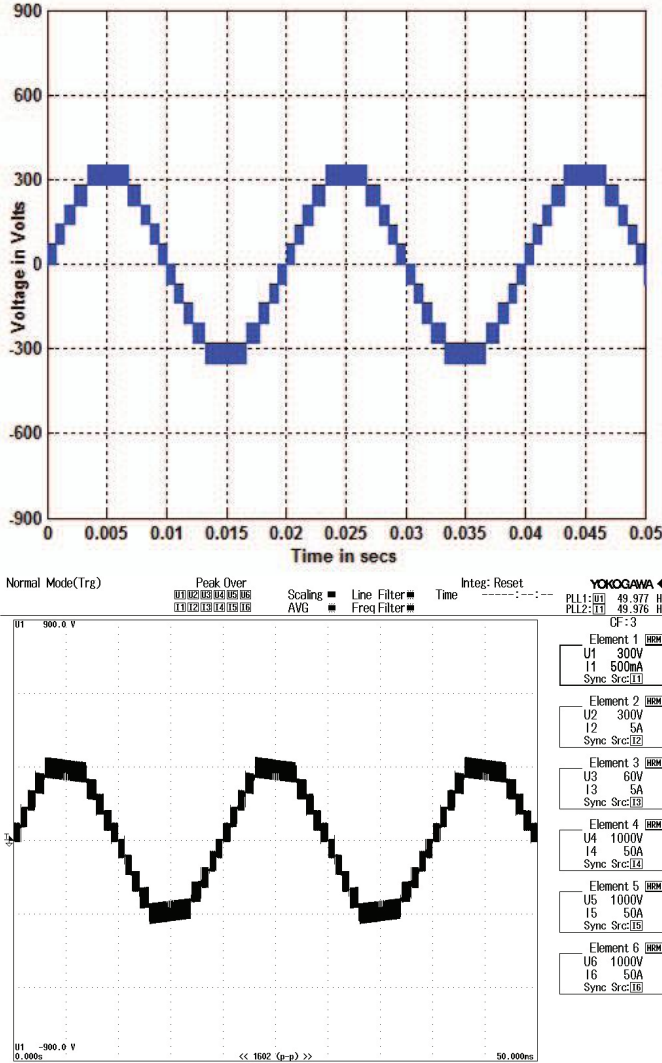 900
600
300
0
-300
-600
-900
Voltage in Volts
0 0.005 0.01 0.015 0.02 0.025 0.03 0.035 0.04 0.045 0.05
Time in secs
Normal Mode(Trg) Peak Over Scaling Line Filter Time -----:--:-- Integ: Reset YOKOGAWA
U1 U2 U3 U4 U5 U6 AVG Freq Filter PLL1:U1 49.977 H
I1 I2 I3 I4 I5 I6 PLL2:I1 49.976 H
CF:3
U1 900.0 V
Element 1 HRM
U1 300V
I1 500mA
Sync Src:I1
Element 2 HRM
U2 300V
I2 5A
Sync Src:I2
Element 3 HRM
U3 60V
I3 5A
Sync Src:I3
Element 4 HRM
U4 1000V
I4 50A
Sync Src:I4
Element 5 HRM
U5 1000V
I5 50A
Sync Src:I5
Element 6 HRM
U6 1000V
I6 50A
Sync Src:I6
U1 -900.0 V
0.000s << 1602 (p-p) >> 50.000ms